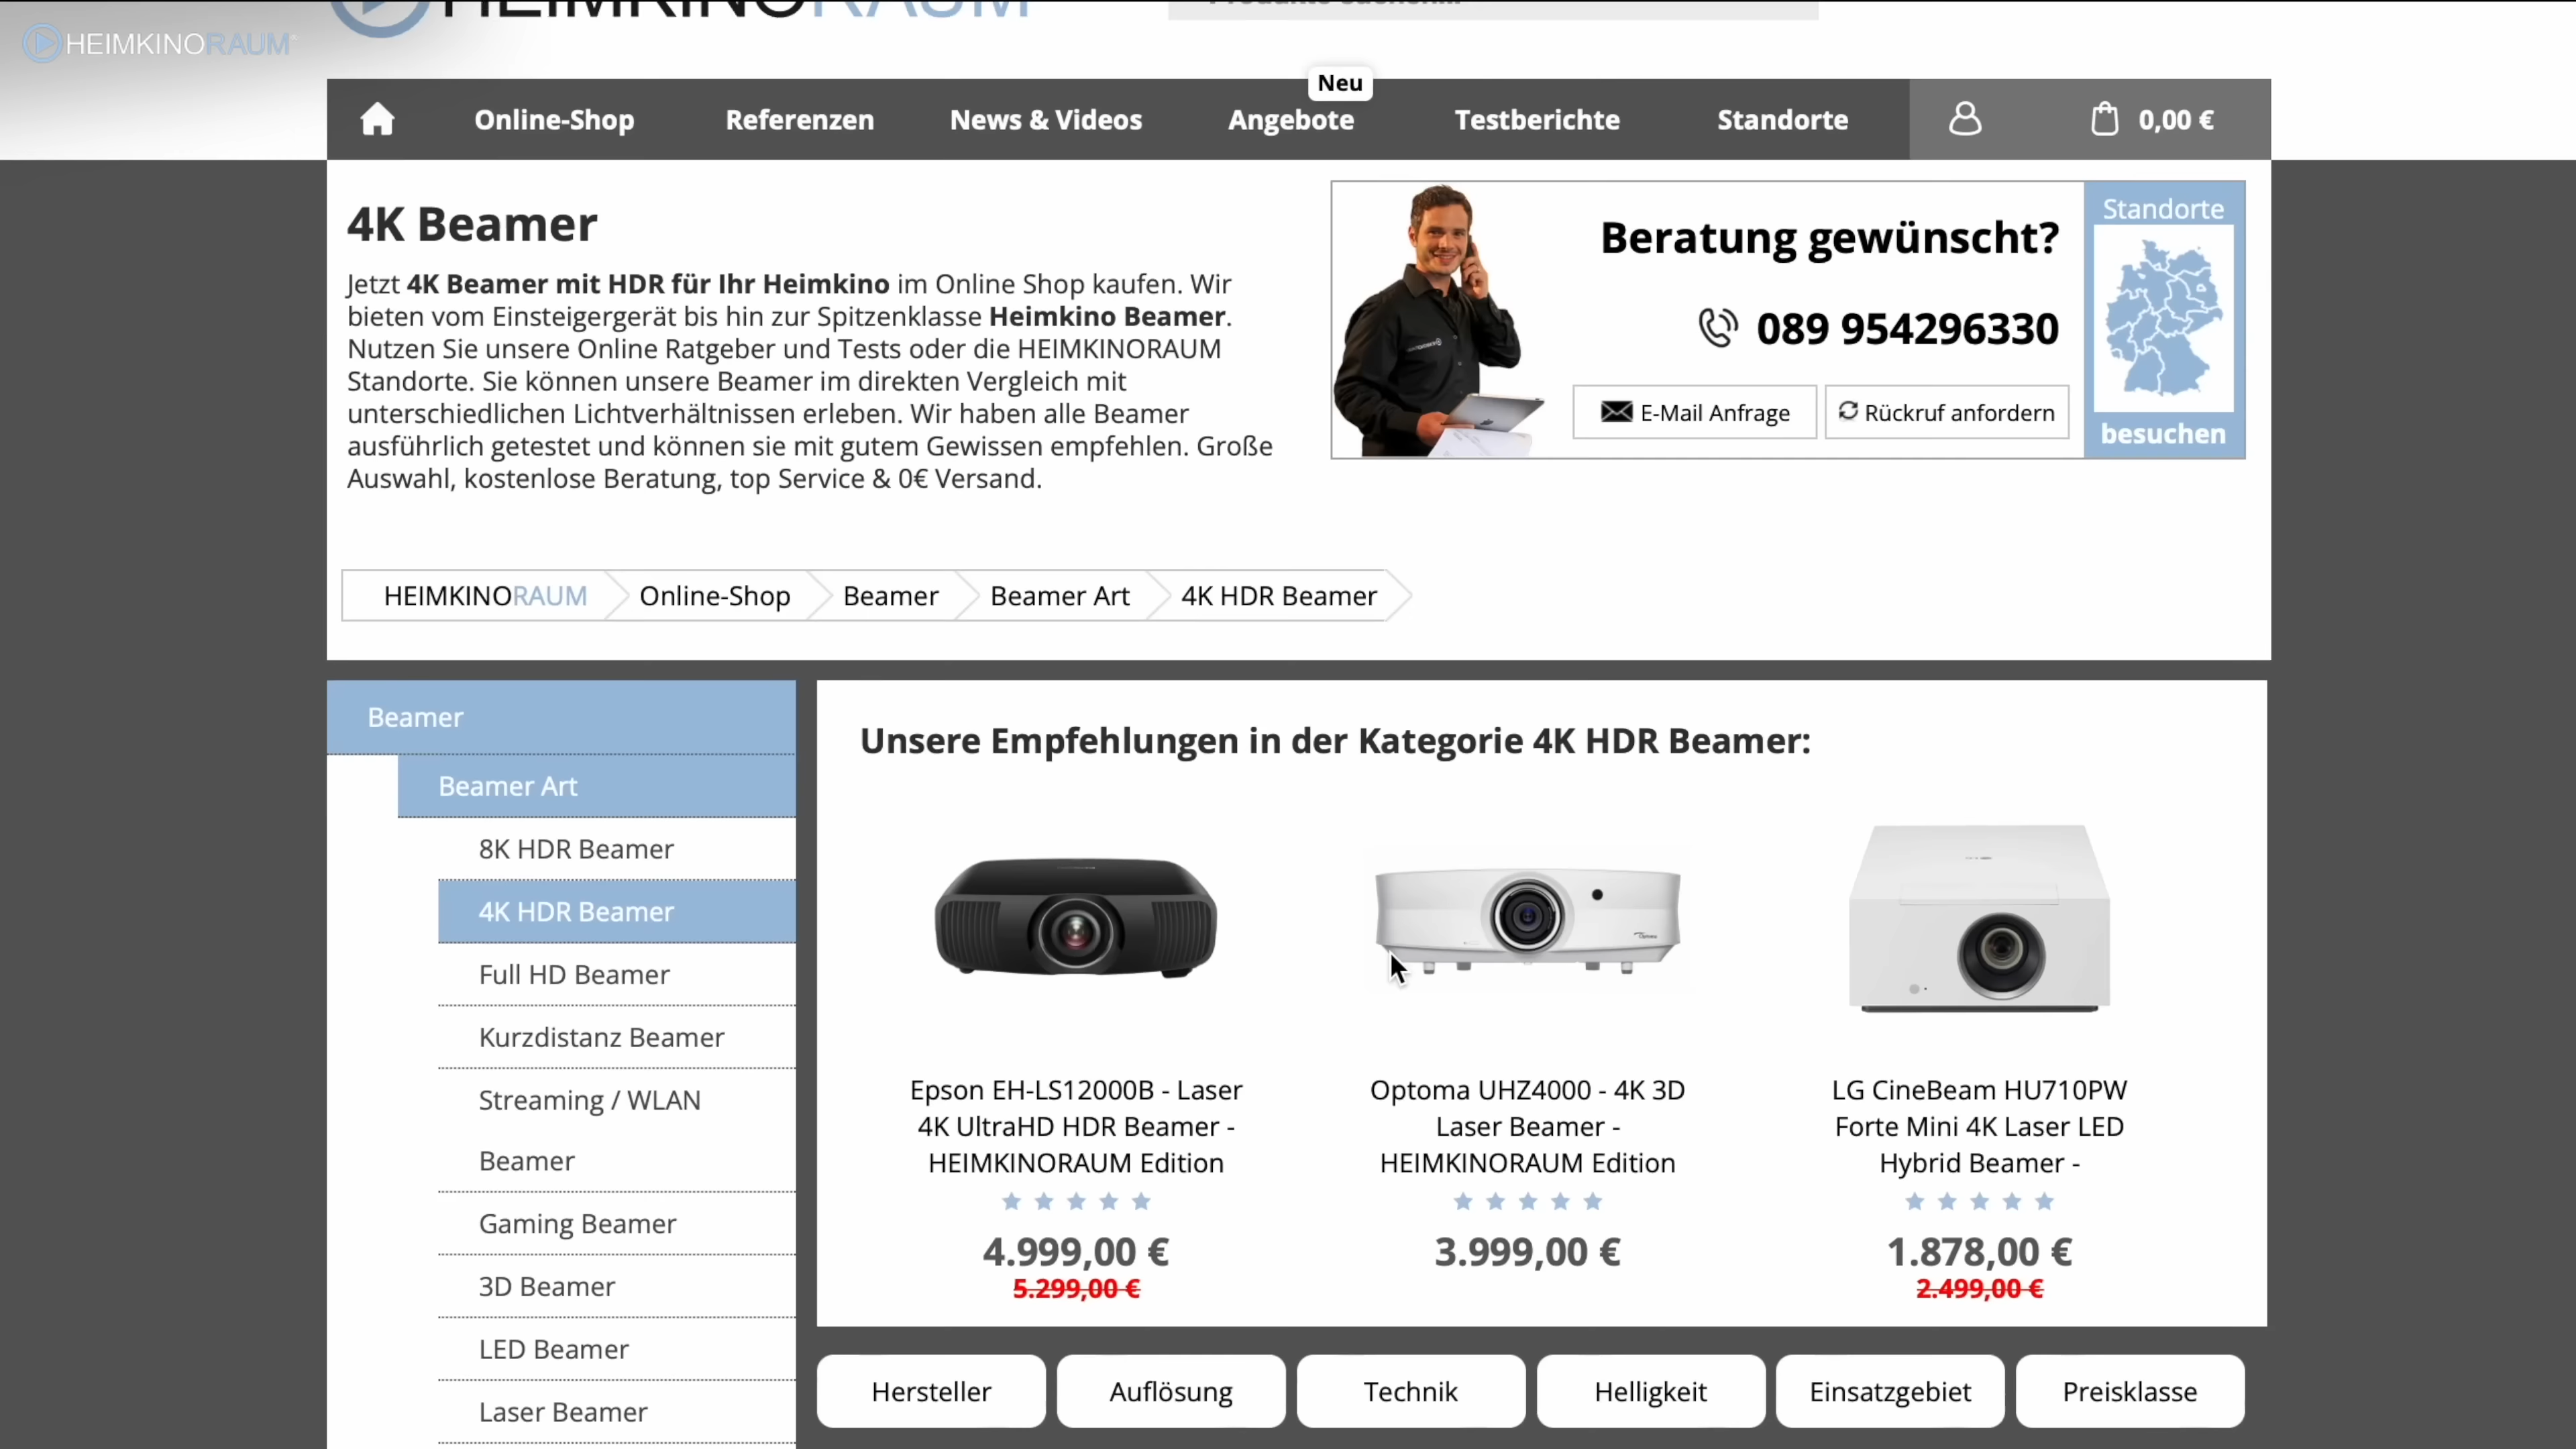 HEIMKINORAUM
HEIMKINORAUM
Produkte suchen...
Neu
Online-Shop
Referenzen
News & Videos
Angebote
Testberichte
Standorte
0,00 €
4K Beamer
Jetzt 4K Beamer mit HDR für Ihr Heimkino im Online Shop kaufen. Wir
bieten vom Einsteigergerät bis hin zur Spitzenklasse Heimkino Beamer.
Nutzen Sie unsere Online Ratgeber und Tests oder die HEIMKINORAUM
Standorte. Sie können unsere Beamer im direkten Vergleich mit
unterschiedlichen Lichtverhältnissen erleben. Wir haben alle Beamer
ausführlich getestet und können sie mit gutem Gewissen empfehlen. Große
Auswahl, kostenlose Beratung, top Service & 0€ Versand.
Beratung gewünscht?
089 954296330
E-Mail Anfrage
Rückruf anfordern
Standorte
besuchen
HEIMKINORAUM
Online-Shop
Beamer
Beamer Art
4K HDR Beamer
Beamer
Beamer Art
8K HDR Beamer
4K HDR Beamer
Full HD Beamer
Kurzdistanz Beamer
Streaming / WLAN
Beamer
Gaming Beamer
3D Beamer
LED Beamer
Laser Beamer
Unsere Empfehlungen in der Kategorie 4K HDR Beamer:
Epson EH-LS12000B - Laser
4K UltraHD HDR Beamer -
HEIMKINORAUM Edition
4.999,00 €
5.299,00 €
Optoma UHZ4000 - 4K 3D
Laser Beamer -
HEIMKINORAUM Edition
3.999,00 €
LG CineBeam HU710PW
Forte Mini 4K Laser LED
Hybrid Beamer -
1.878,00 €
2.499,00 €
Hersteller
Auflösung
Technik
Helligkeit
Einsatzgebiet
Preisklasse